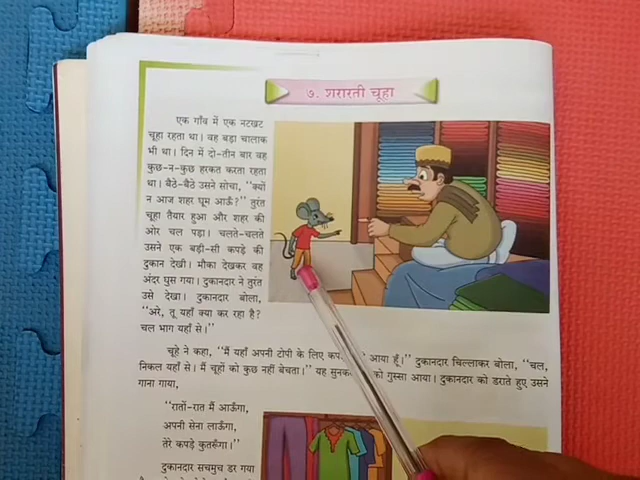 ७. शरारती चूहा
एक गाँव में एक नटखट
चूहा रहता था। वह बड़ा चालाक
भी था। दिन में दो-तीन बार वह
कुछ-न-कुछ हरकत करता रहता
था। बैठे-बैठे उसने सोचा, ‘‘क्यों
न आज शहर घूम आऊँ?’’ तुरंत
चूहा तैयार हुआ और शहर की
ओर चल पड़ा। चलते-चलते
उसने एक बड़ी-सी कपड़े की
दुकान देखी। मौका देखकर वह
अंदर घुस गया। दुकानदार ने तुरंत
उसे देखा। दुकानदार बोला,
‘‘अरे, तू यहाँ क्या कर रहा है?
चल भाग यहाँ से।’’
चूहे ने कहा, ‘‘मैं यहाँ अपनी टोपी के लिए आया हूँ।’’ दुकानदार चिल्लाकर बोला, ‘‘चल,
निकल यहाँ से। मैं चूहों को कुछ नहीं बेचता।’’ यह को गुस्सा आया। दुकानदार को डराते हुए उसने
गाना गाया,
‘‘रातों-रात मैं आऊँगा,
अपनी सेना लाऊँगा,
तेरे कपड़े कुतरूँगा।’’
दुकानदार सचमुच डर गया